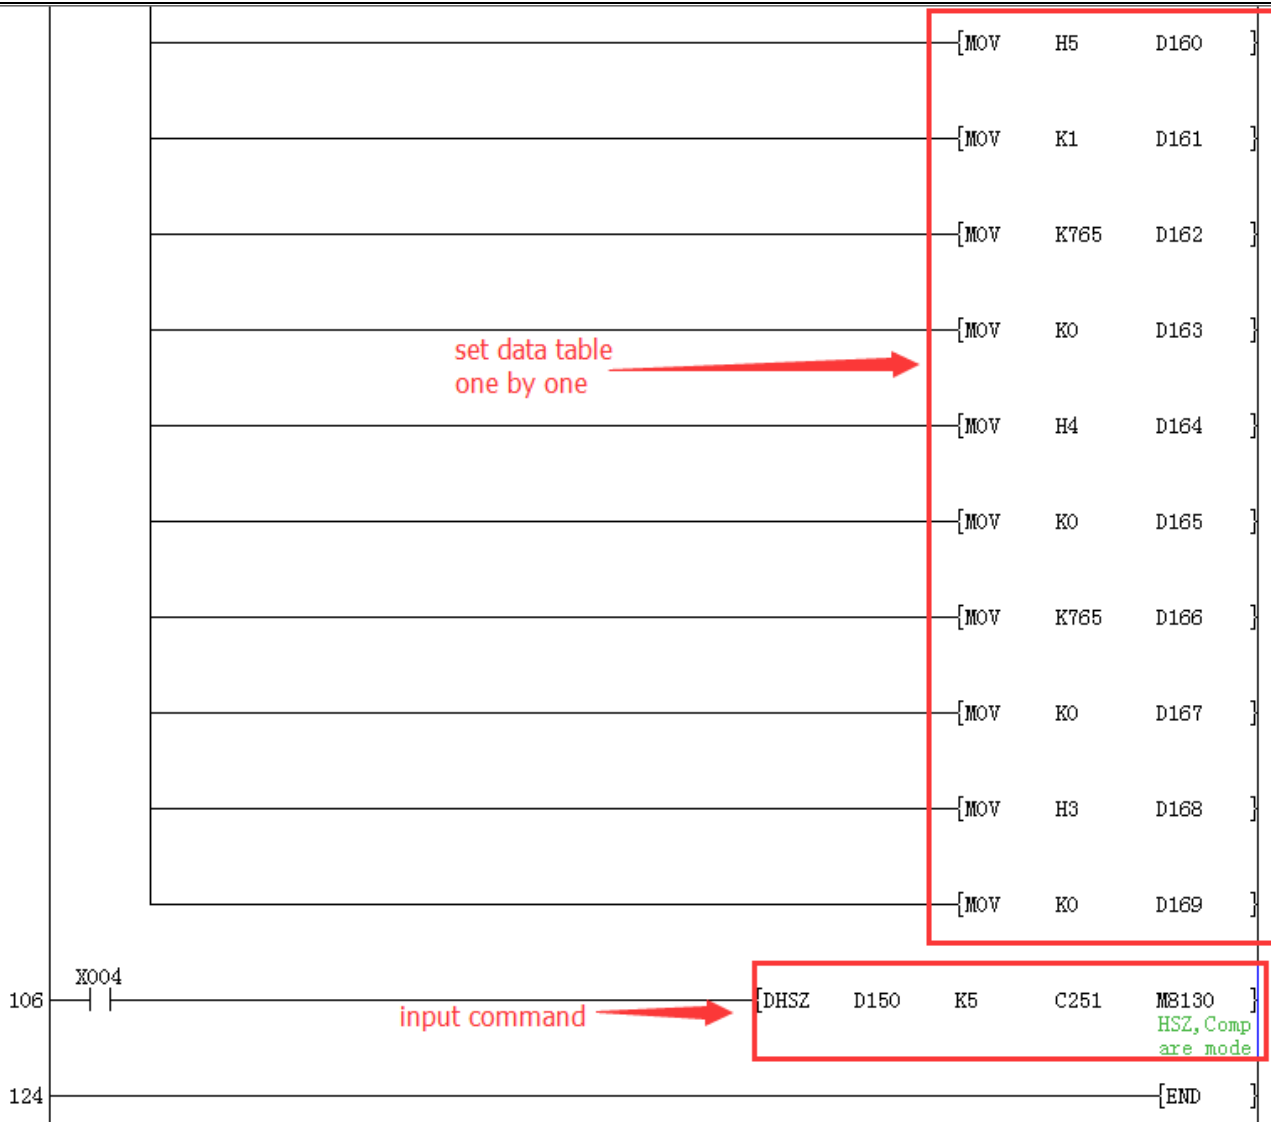 [MOV H5 D160 ]
[MOV K1 D161 ]
[MOV K765 D162 ]
[MOV K0 D163 ]
set data table
one by one
[MOV H4 D164 ]
[MOV K0 D165 ]
[MOV K765 D166 ]
[MOV K0 D167 ]
[MOV H3 D168 ]
[MOV K0 D169 ]
X004
106 [DHSZ D150 K5 C251 M8130 ]
input command
HSZ,Comp
are mode
124 [END ]